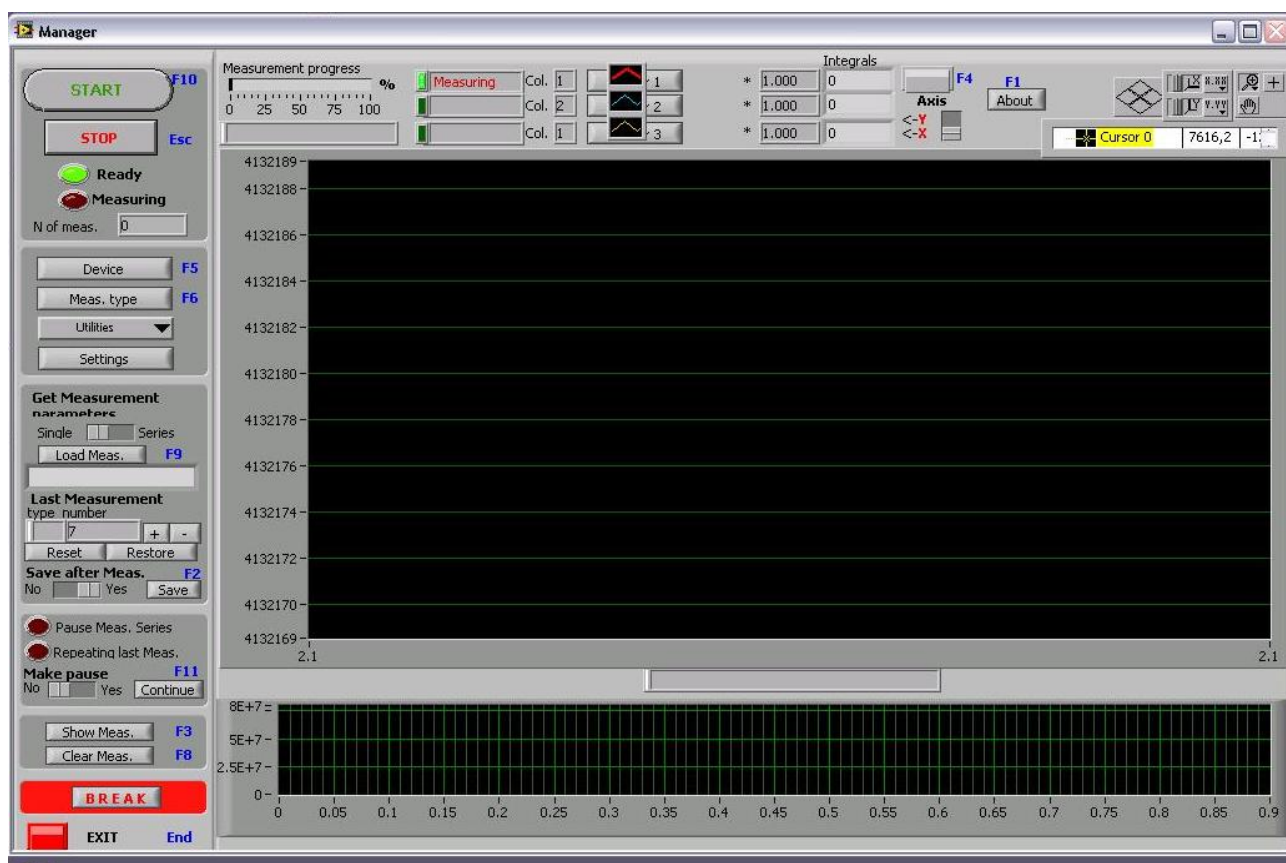 Manager
START F10
STOP Esc
Ready
Measuring
N of meas. 0
Device F5
Meas. type F6
Utilities
Settings
Get Measurement
parameters
Single Series
Load Meas. F9
Last Measurement
type number
7 + -
Reset Restore
Save after Meas. F2
No Yes Save
Pause Meas. Series
Repeating last Meas.
Make pause F11
No Yes Continue
Show Meas. F3
Clear Meas. F8
BREAK
EXIT End
Measurement progress
%
0 25 50 75 100
Measuring Col. 1 1
Col. 2 2
Col. 1 3
Integrals
* 1.000 0
* 1.000 0
* 1.000 0
F4
Axis
<-Y
<-X
F1
About
X X.XX +
Y Y.YY
Cursor 0 7616,2
4132189
4132188
4132186
4132184
4132182
4132180
4132178
4132176
4132174
4132172
4132170
4132169
2.1 2.1
8E+7
5E+7
2.5E+7
0
0 0.05 0.1 0.15 0.2 0.25 0.3 0.35 0.4 0.45 0.5 0.55 0.6 0.65 0.7 0.75 0.8 0.85 0.9